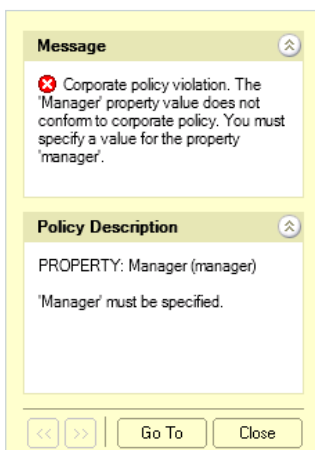 Message
Corporate policy violation. The
'Manager' property value does not
conform to corporate policy. You must
specify a value for the property
'manager'.
Policy Description
PROPERTY: Manager (manager)
'Manager' must be specified.
<< >> Go To Close